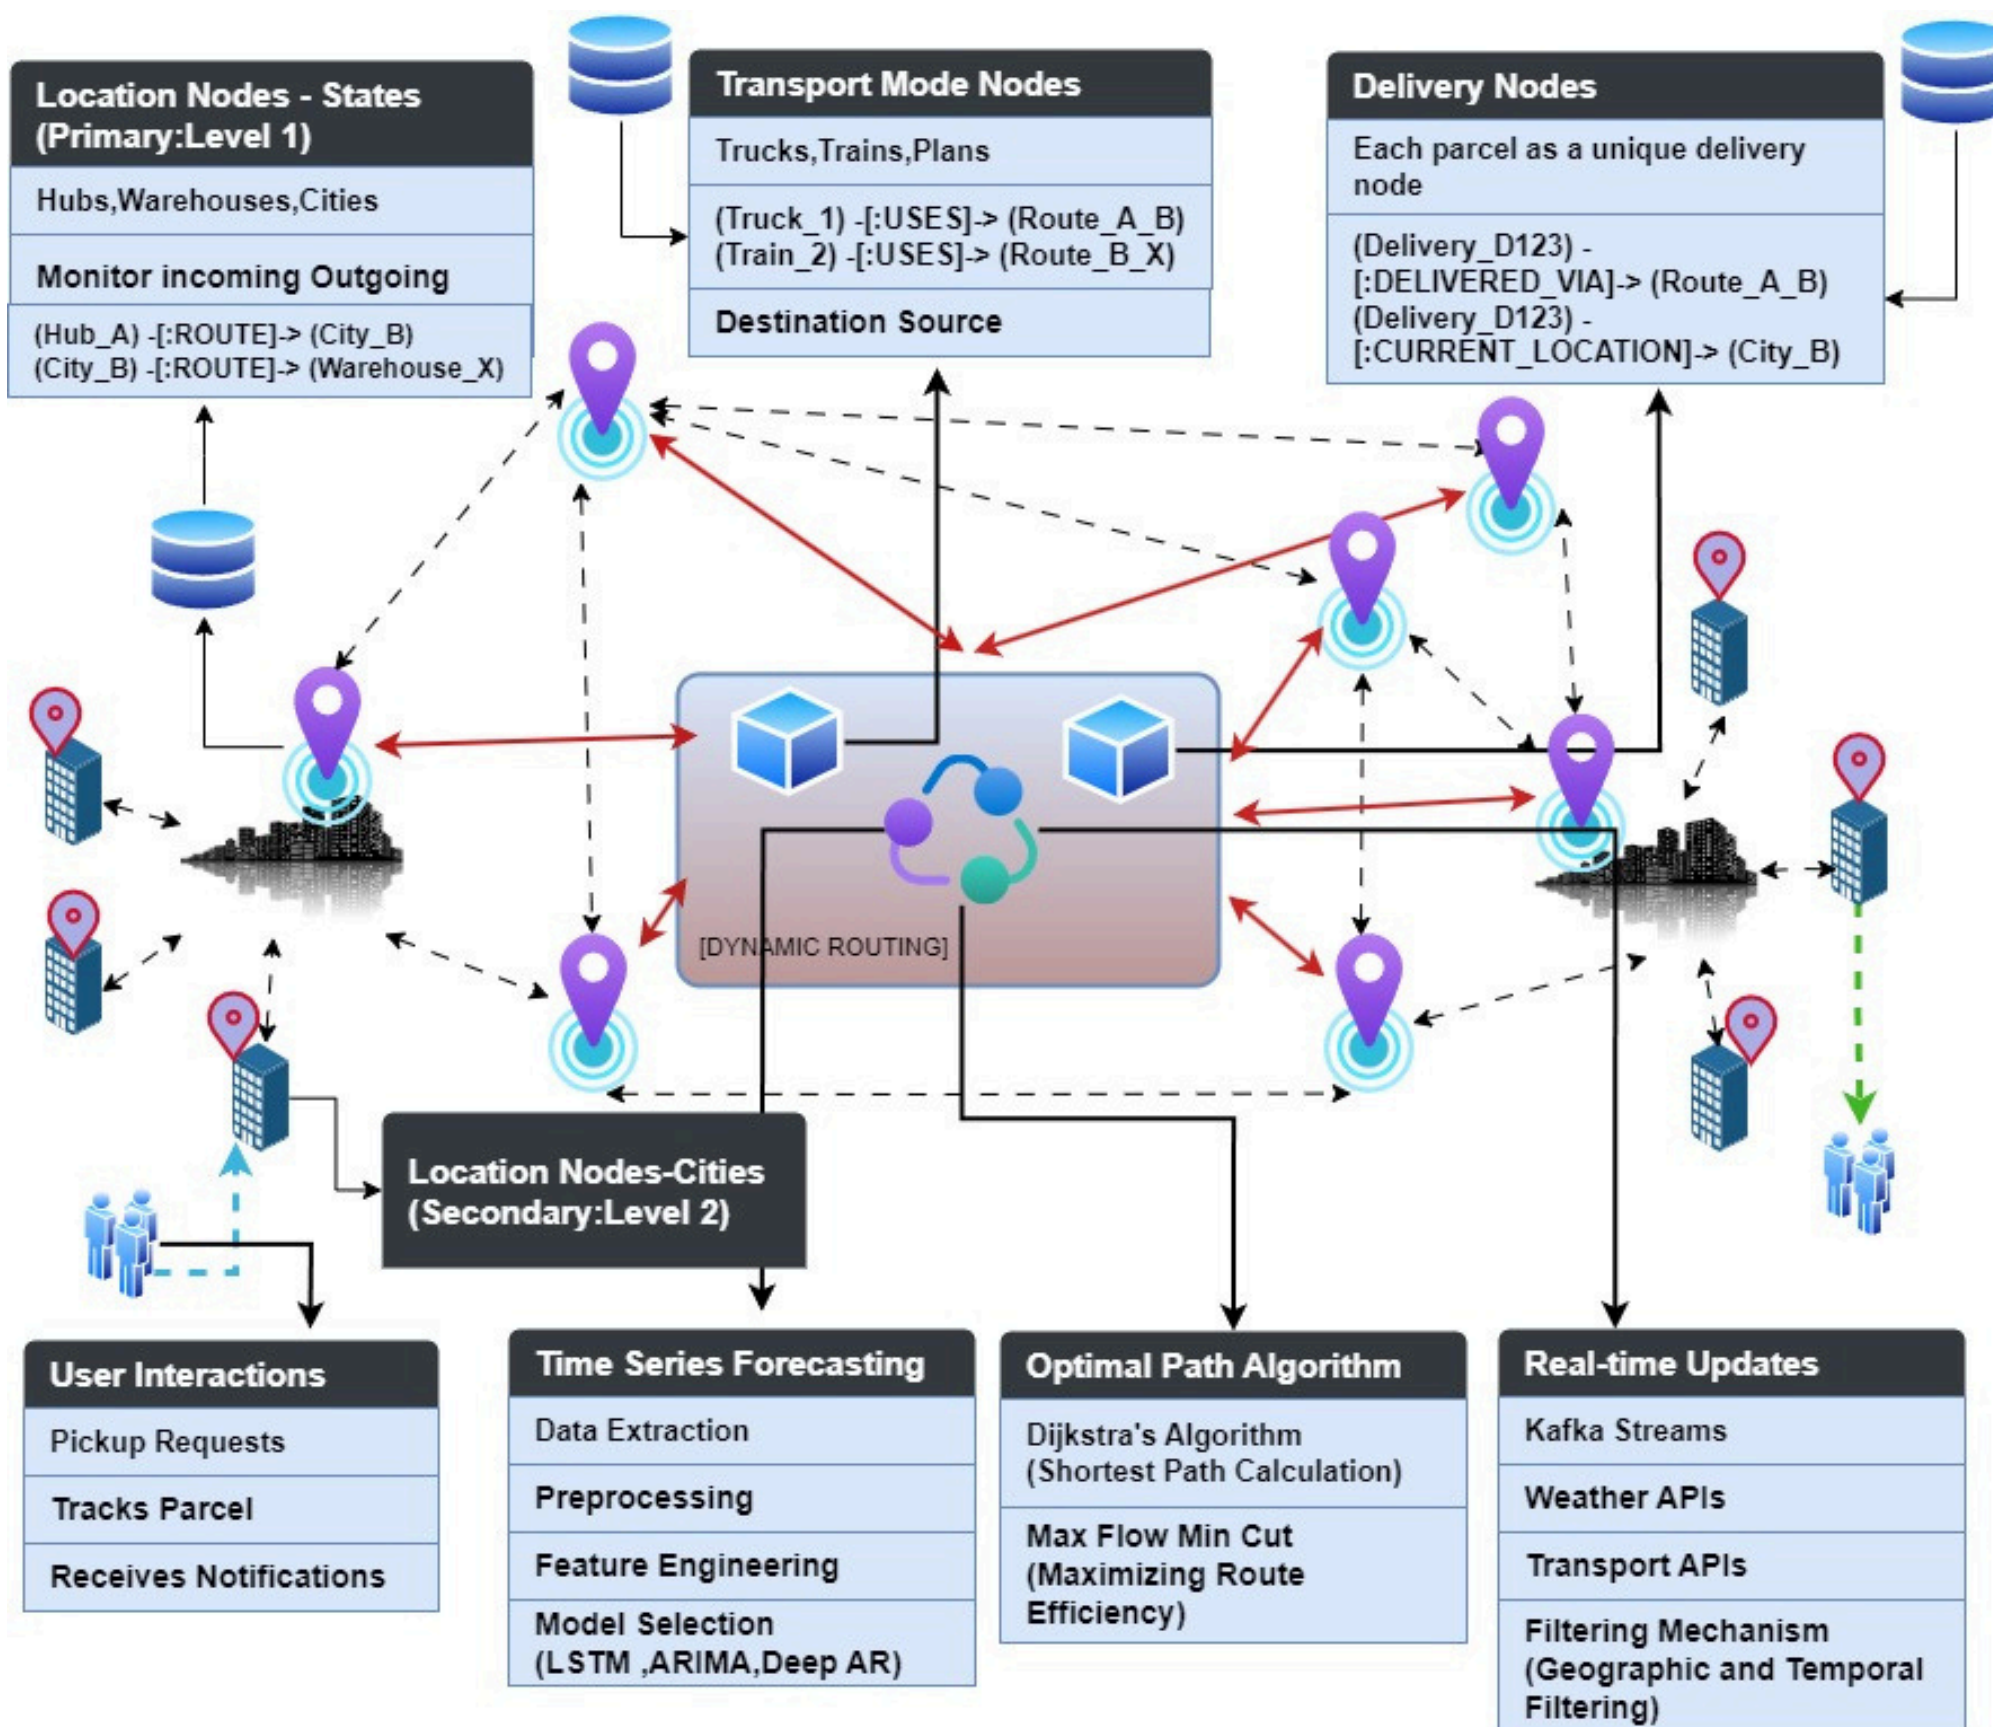 Location Nodes - States
(Primary:Level 1)
Hubs,Warehouses,Cities
Monitor incoming Outgoing
(Hub_A) -[:ROUTE]-> (City_B)
(City_B) -[:ROUTE]-> (Warehouse_X)
Transport Mode Nodes
Trucks,Trains,Plans
(Truck_1) -[:USES]-> (Route_A_B)
(Train_2) -[:USES]-> (Route_B_X)
Destination Source
Delivery Nodes
Each parcel as a unique delivery
node
(Delivery_D123) -
[:DELIVERED_VIA]-> (Route_A_B)
(Delivery_D123) -
[:CURRENT_LOCATION]-> (City_B)
[DYNAMIC ROUTING]
Location Nodes-Cities
(Secondary:Level 2)
User Interactions
Pickup Requests
Tracks Parcel
Receives Notifications
Time Series Forecasting
Data Extraction
Preprocessing
Feature Engineering
Model Selection
(LSTM ,ARIMA,Deep AR)
Optimal Path Algorithm
Dijkstra's Algorithm
(Shortest Path Calculation)
Max Flow Min Cut
(Maximizing Route
Efficiency)
Real-time Updates
Kafka Streams
Weather APIs
Transport APIs
Filtering Mechanism
(Geographic and Temporal
Filtering)